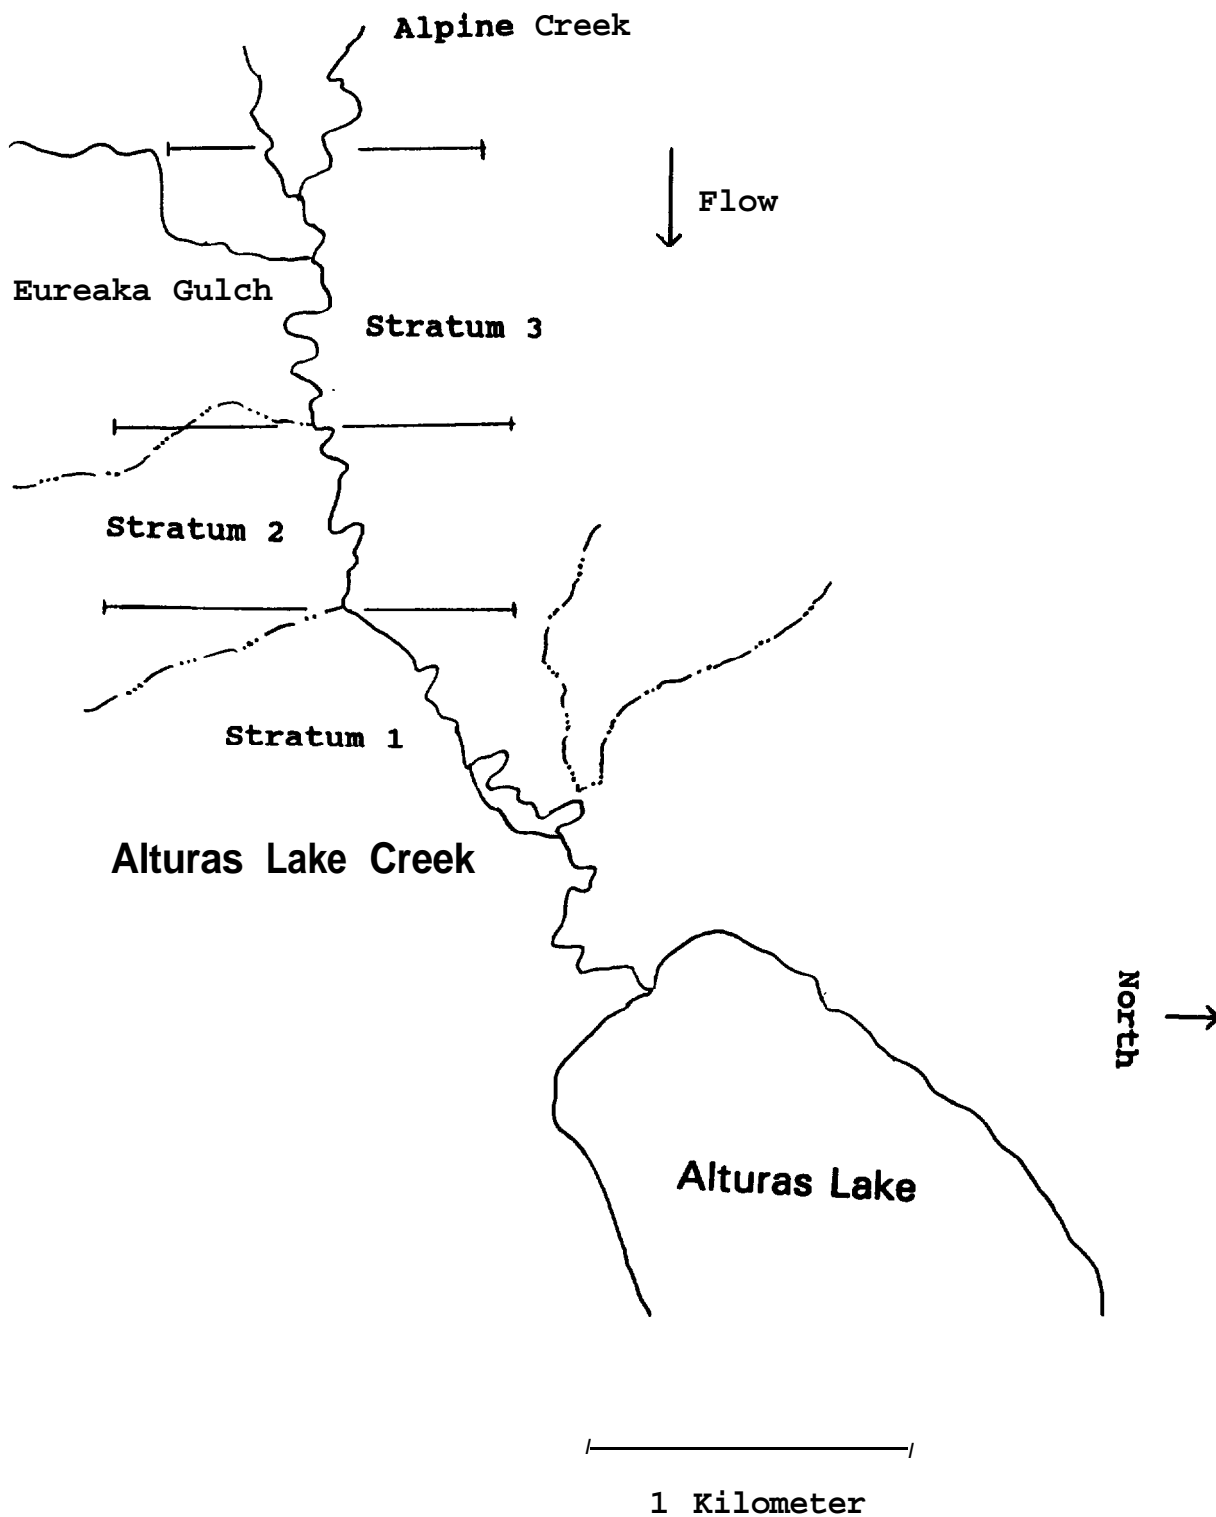 Alpine Creek
Flow
Eureaka Gulch
Stratum 3
Stratum 2
Stratum 1
Alturas Lake Creek
North
Alturas Lake
1 Kilometer